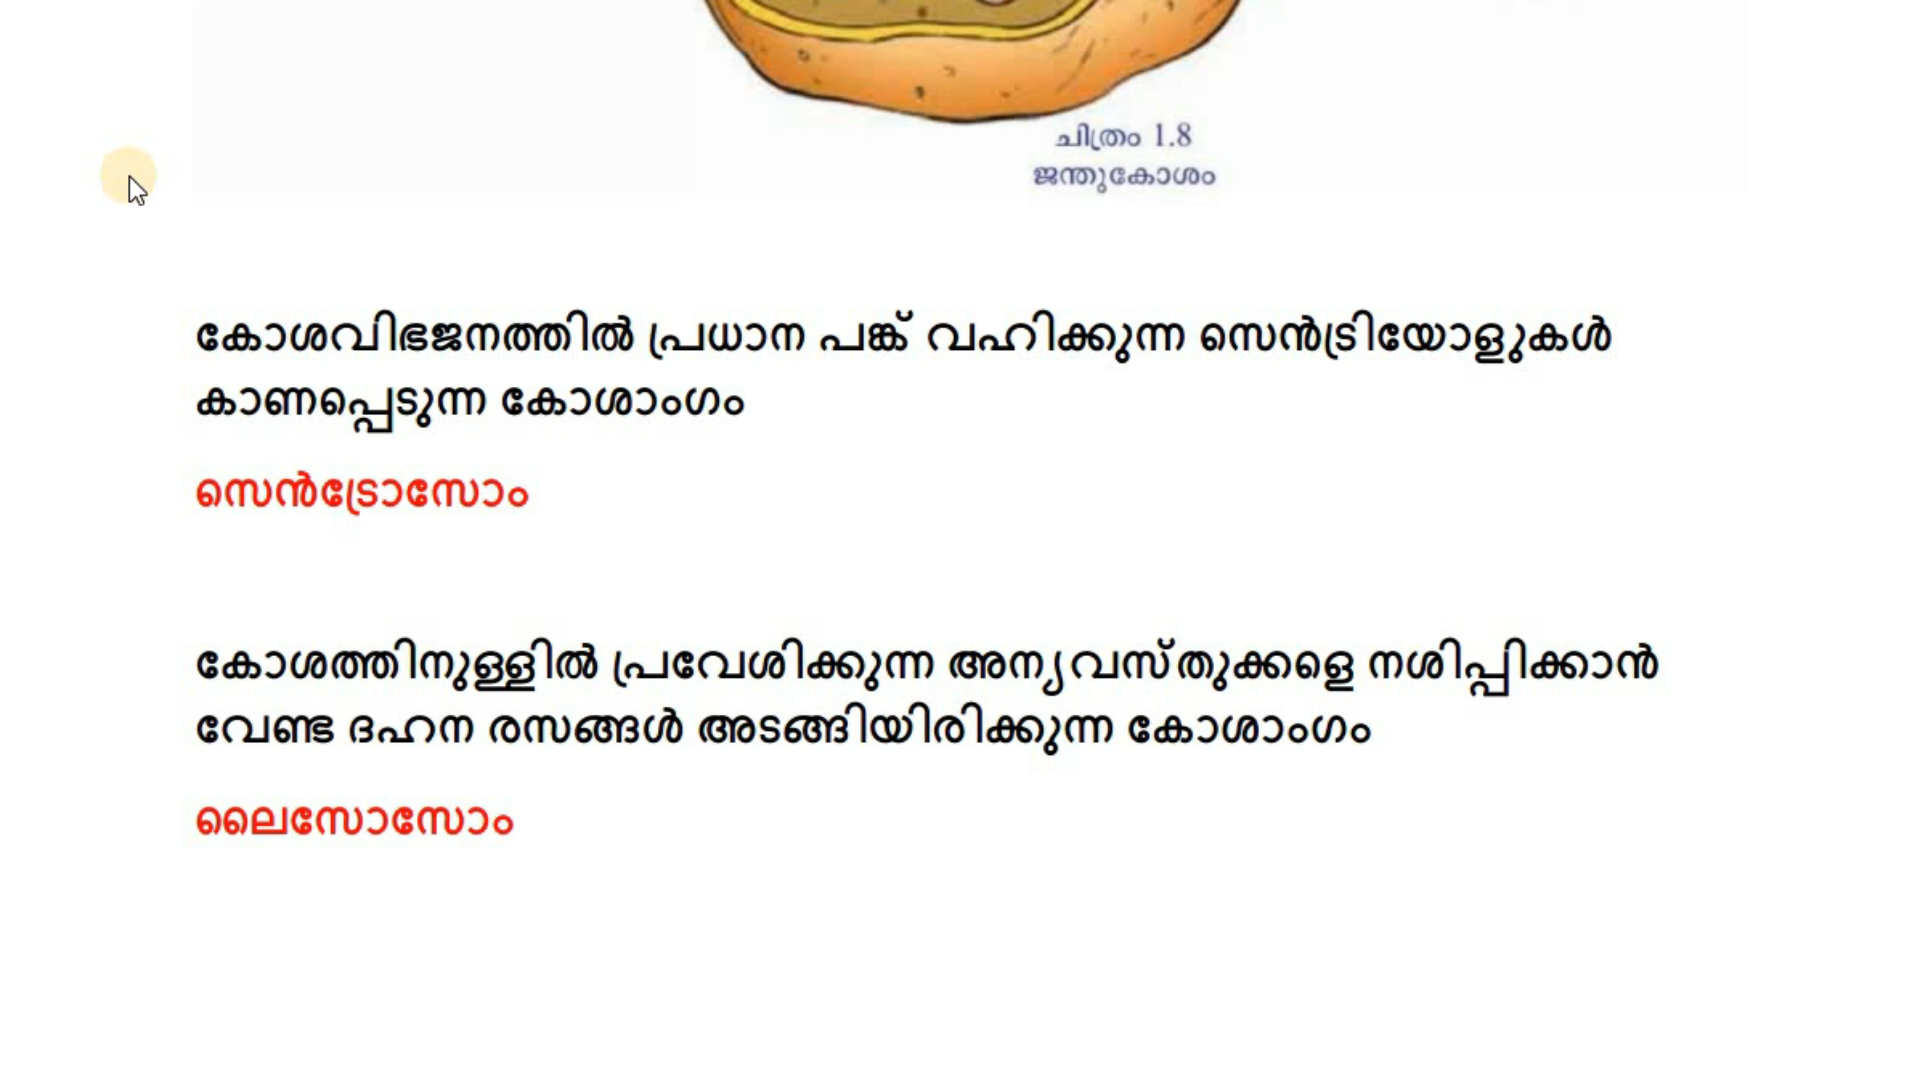 ചിത്രം 1.8
ജന്തുകോശം
കോശവിഭജനത്തിൽ പ്രധാന പങ്ക് വഹിക്കുന്ന സെൻട്രിയോളുകൾ
കാണപ്പെടുന്ന കോശാംഗം
സെൻട്രോസോം
കോശത്തിനുള്ളിൽ പ്രവേശിക്കുന്ന അന്യവസ്തുക്കളെ നശിപ്പിക്കാൻ
വേണ്ട ദഹന രസങ്ങൾ അടങ്ങിയിരിക്കുന്ന കോശാംഗം
ലൈസോസോം